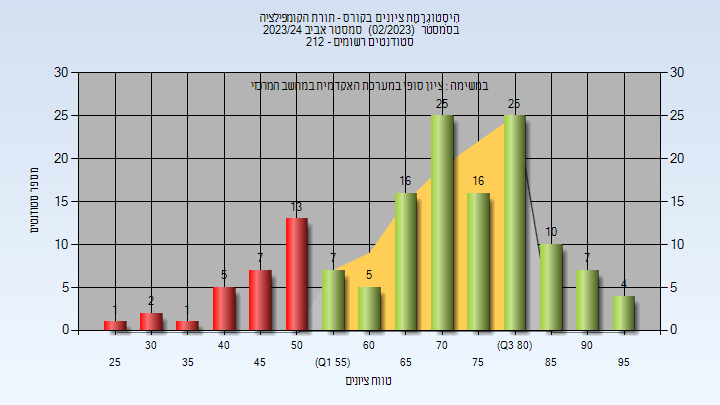 היסטוגרמת ציונים בקורס - תורת הקומפילציה
בסמסטר (02/2023) סמסטר אביב 2023/24
סטודנטים רשומים - 212
במשימה : ציון סופי במערכת האקדמית במחשב המרכזי
מספר סטודנטים
30 30
25 25
20 20
15 15
10 10
5 5
0 0
1 2 1 5 7 13 7 5 16 25 16 25 10 7 4
30 40 50 60 70 (Q3 80) 90
25 35 45 (Q1 55) 65 75 85 95
טווח ציונים